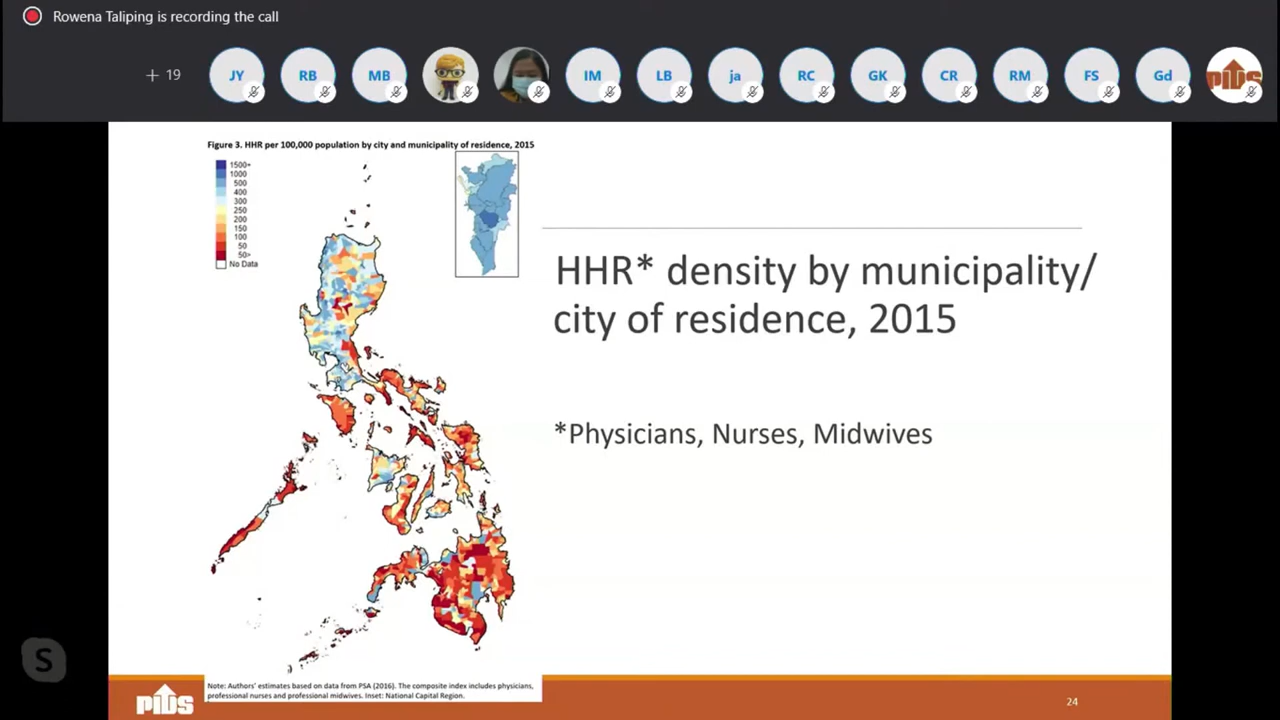 Rowena Taliping is recording the call
+ 19
JY
RB
MB
IM
LB
ja
RC
GK
CR
RM
FS
Gd
PIDS
Figure 3. HHR per 100,000 population by city and municipality of residence, 2015
1500+
1000
500
400
300
250
200
150
100
50
50>
No Data
HHR* density by municipality/
city of residence, 2015
*Physicians, Nurses, Midwives
S
Note: Authors' estimates based on data from PSA (2016). The composite index includes physicians,
professional nurses and professional midwives. Inset: National Capital Region.
PIDS
24